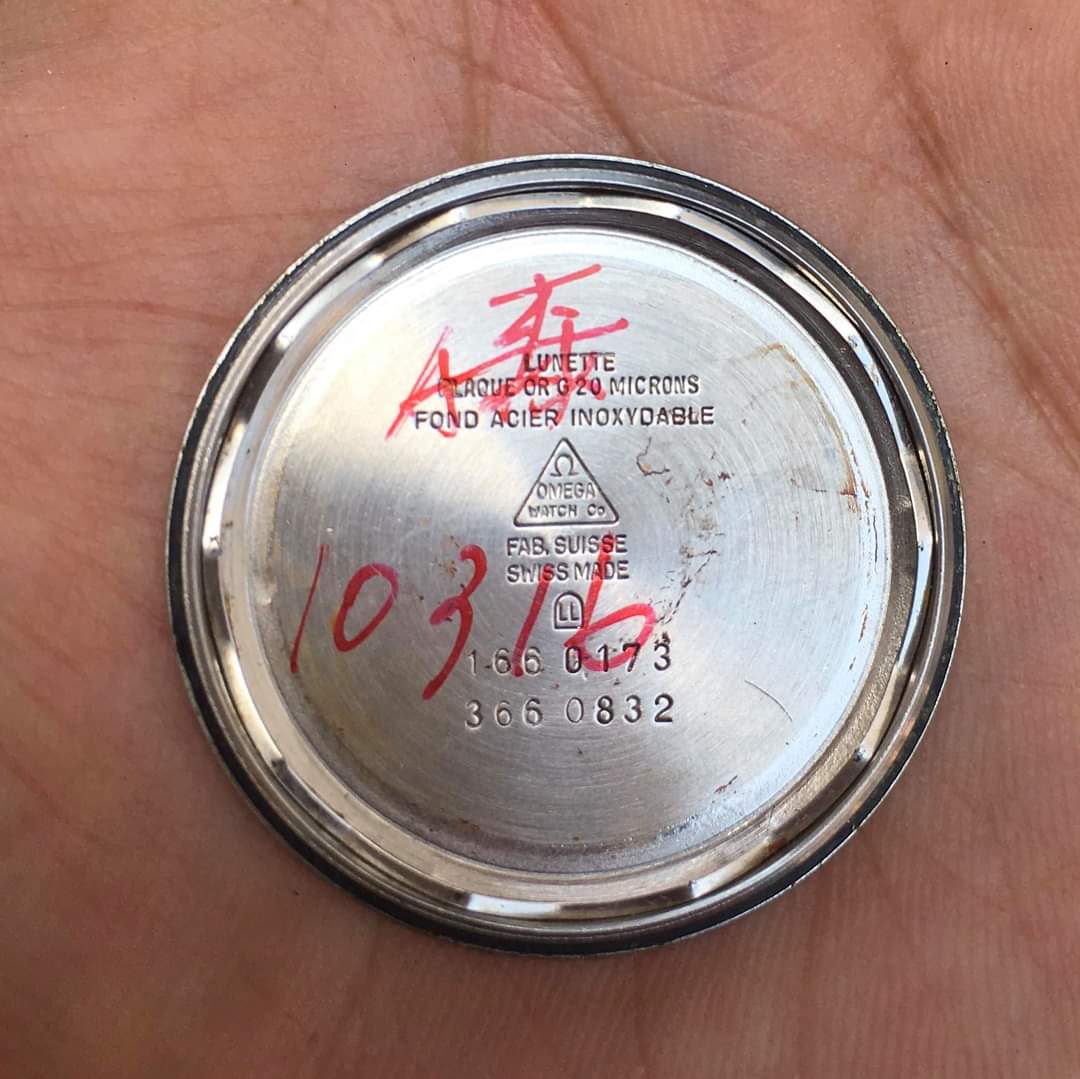 LUNETTE
PLAQUE OR G 20 MICRONS
FOND ACIER INOXYDABLE
Ω
OMEGA
WATCH Co
FAB. SUISSE
SWISS MADE
LL
10316
166 0173
366 0832